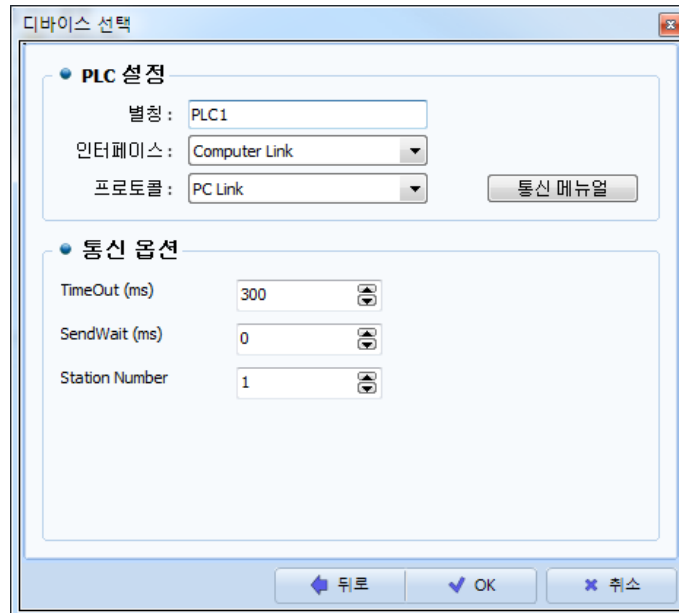 디바이스 선택
PLC 설정
별칭 : PLC1
인터페이스 : Computer Link
프로토콜 : PC Link 통신 메뉴얼
통신 옵션
TimeOut (ms) 300
SendWait (ms) 0
Station Number 1
뒤로 OK 취소